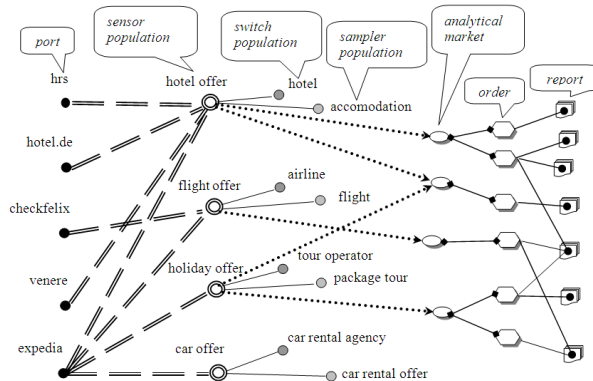 port
sensor
population
switch
population
sampler
population
analytical
market
order
report
hrs
hotel offer
hotel
accomodation
hotel.de
airline
flight offer
flight
checkfelix
tour operator
holiday offer
package tour
venere
car rental agency
expedia
car offer
car rental offer